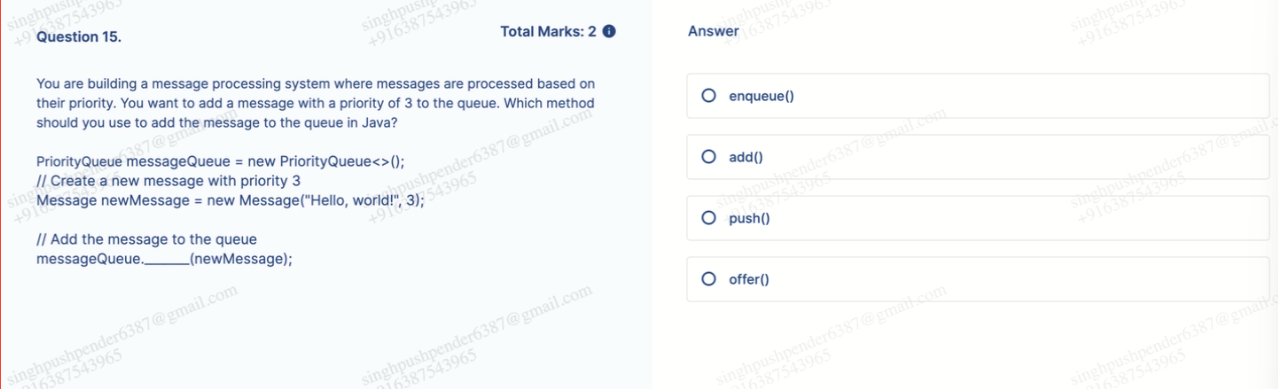 Question 15.
Total Marks: 2 i
You are building a message processing system where messages are processed based on
their priority. You want to add a message with a priority of 3 to the queue. Which method
should you use to add the message to the queue in Java?
PriorityQueue messageQueue = new PriorityQueue<>();
// Create a new message with priority 3
Message newMessage = new Message("Hello, world!", 3);
// Add the message to the queue
messageQueue.______(newMessage);
Answer
enqueue()
add()
push()
offer()
singhpushpender6387@gmail.com
+916387543965